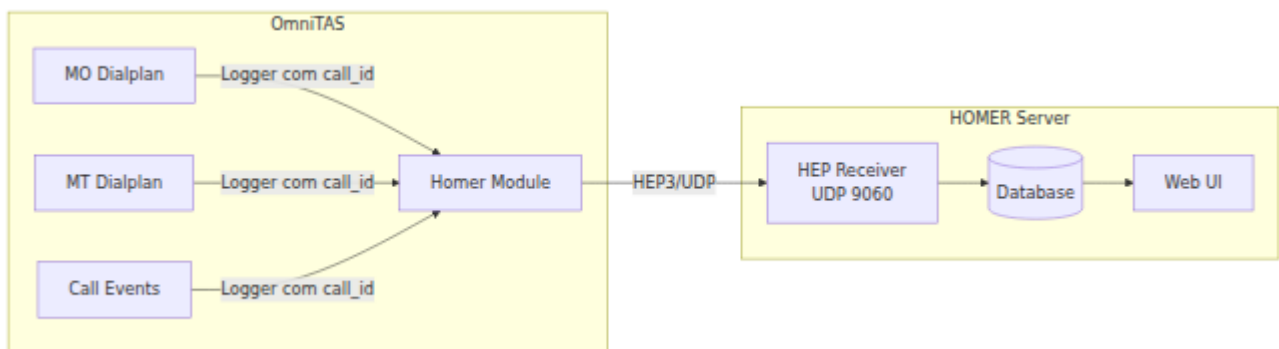 OmniTAS
MO Dialplan
Logger com call_id
MT Dialplan
Logger com call_id
Call Events
Logger com call_id
Homer Module
HEP3/UDP
HOMER Server
HEP Receiver
UDP 9060
Database
Web UI